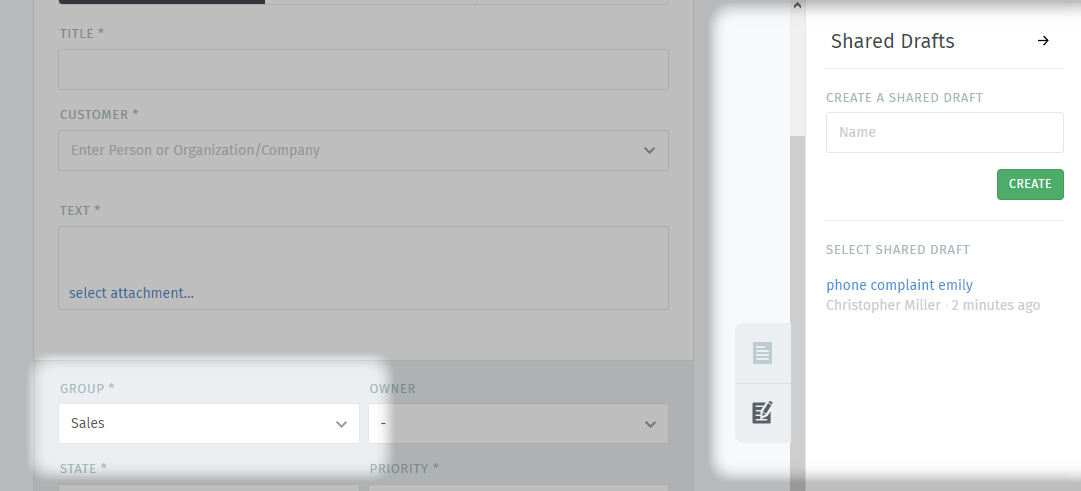 TITLE *
CUSTOMER *
Enter Person or Organization/Company
TEXT *
select attachment...
GROUP *
OWNER
Sales
-
STATE *
PRIORITY *
Shared Drafts
CREATE A SHARED DRAFT
Name
CREATE
SELECT SHARED DRAFT
phone complaint emily
Christopher Miller · 2 minutes ago